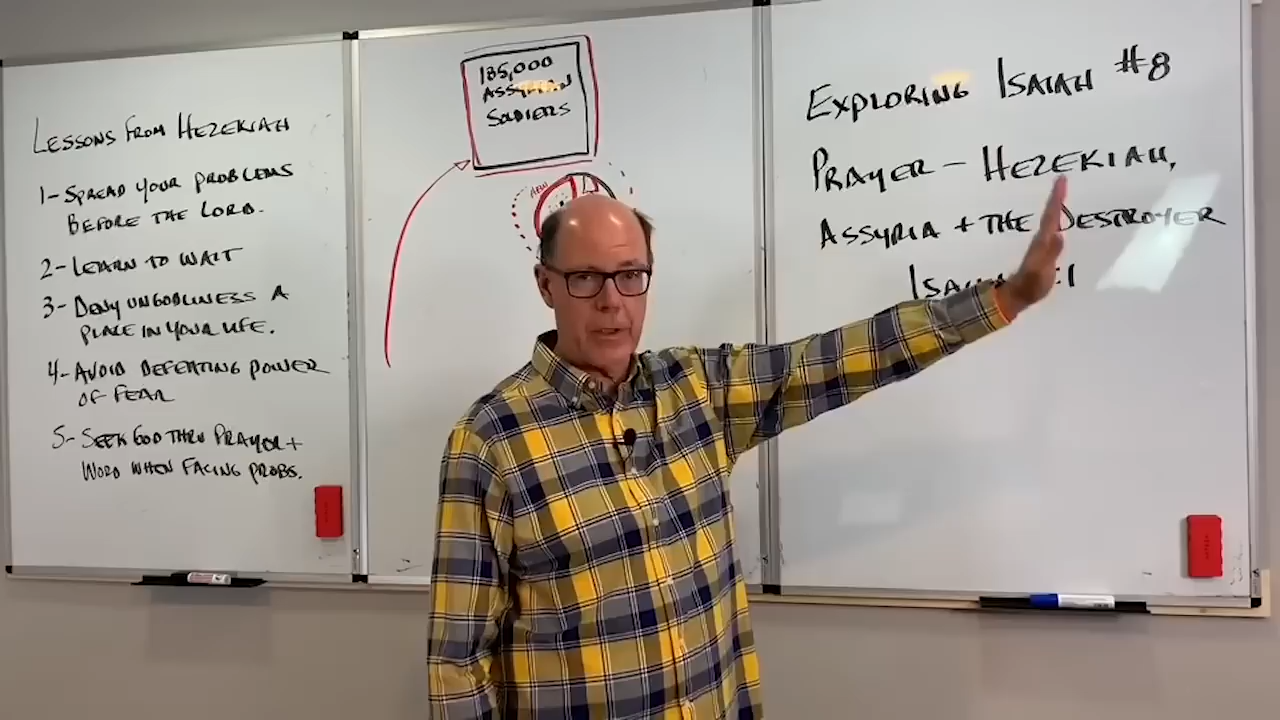 LESSONS FROM HEZEKIAH
1- SPREAD YOUR PROBLEMS
BEFORE THE LORD.
2- LEARN TO WAIT
3- DENY UNGODLINESS A
PLACE IN YOUR LIFE.
4- AVOID DEFEATING POWER
OF FEAR
5- SEEK GOD THRU PRAYER +
WORD WHEN FACING PROBS.
185,000
ASSYRIAN
SOLDIERS
EXPLORING ISAIAH #8
PRAYER - HEZEKIAH,
ASSYRIA + THE DESTROYER